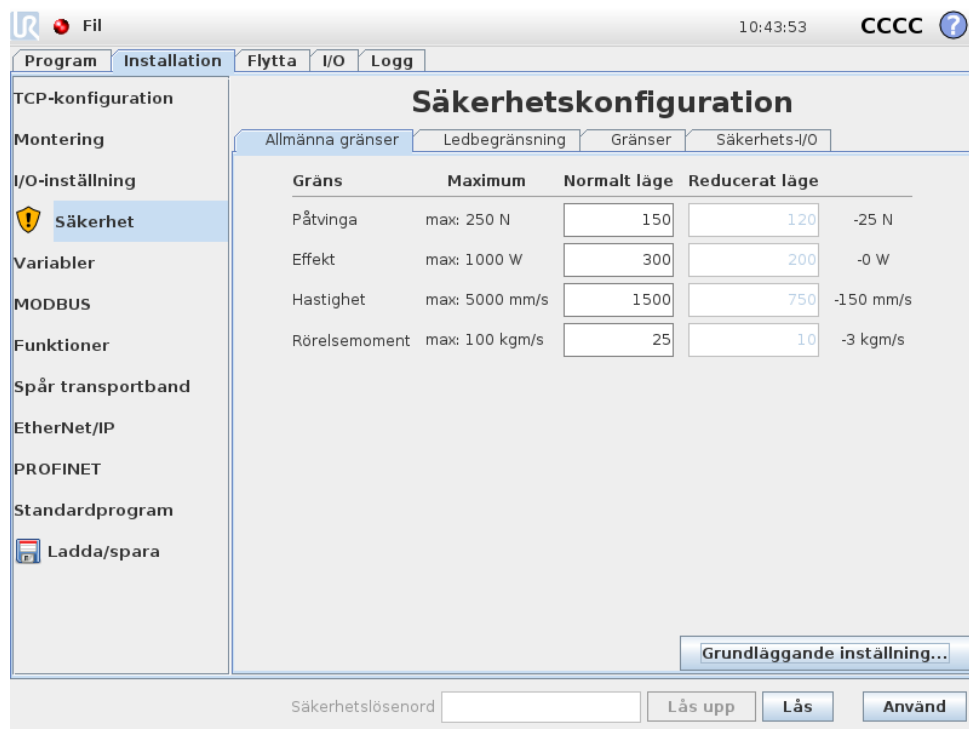 UR Fil 10:43:53 CCCC ?
Program Installation Flytta I/O Logg
TCP-konfiguration
Montering
I/O-inställning
Säkerhet
Variabler
MODBUS
Funktioner
Spår transportband
EtherNet/IP
PROFINET
Standardprogram
Ladda/spara
Säkerhetskonfiguration
Allmänna gränser Ledbegränsning Gränser Säkerhets-I/O
Gräns Maximum Normalt läge Reducerat läge
Påtvinga max: 250 N 150 120 -25 N
Effekt max: 1000 W 300 200 -0 W
Hastighet max: 5000 mm/s 1500 750 -150 mm/s
Rörelsemoment max: 100 kgm/s 25 10 -3 kgm/s
Grundläggande inställning...
Säkerhetslösenord Lås upp Lås Använd